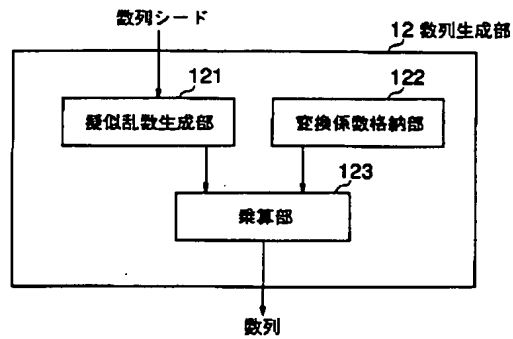 数列シード
12 数列生成部
121
122
擬似乱数生成部
変換係数格納部
123
乗算部
数列